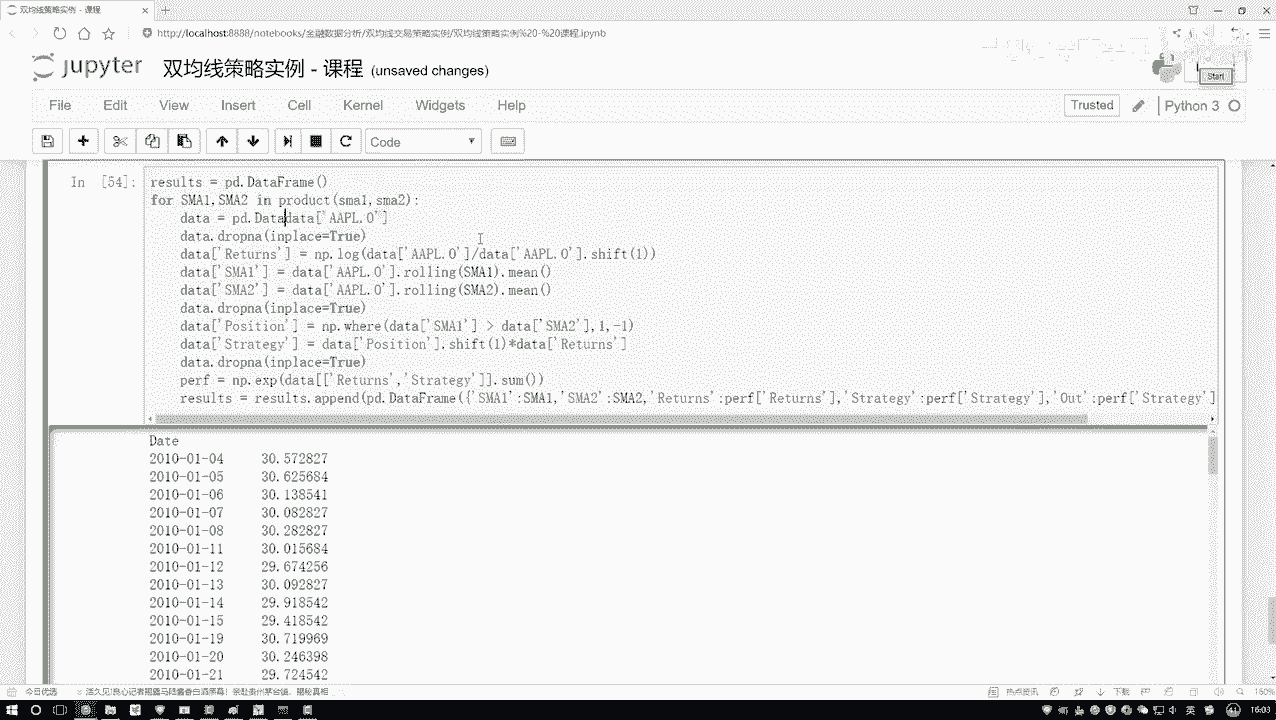 双均线策略实例 - 课程
http://localhost:8888/notebooks/金融数据分析/双均线交易策略实例/双均线策略实例%20-%20课程.ipynb
jupyter 双均线策略实例 - 课程 (unsaved changes)
Start
File Edit View Insert Cell Kernel Widgets Help Trusted Python 3
Code
In [54]: results = pd.DataFrame()
for SMA1,SMA2 in product(sma1,sma2):
data = pd.Datadata['AAPL.O']
data.dropna(inplace=True)
data['Returns'] = np.log(data['AAPL.O']/data['AAPL.O'].shift(1))
data['SMA1'] = data['AAPL.O'].rolling(SMA1).mean()
data['SMA2'] = data['AAPL.O'].rolling(SMA2).mean()
data.dropna(inplace=True)
data['Position'] = np.where(data['SMA1'] > data['SMA2'],1,-1)
data['Strategy'] = data['Position'].shift(1)*data['Returns']
data.dropna(inplace=True)
perf = np.exp(data[['Returns','Strategy']].sum())
results = results.append(pd.DataFrame({'SMA1':SMA1,'SMA2':SMA2,'Returns':perf['Returns'],'Strategy':perf['Strategy'],'Out':perf['Strategy']
Date
2010-01-04 30.572827
2010-01-05 30.625684
2010-01-06 30.138541
2010-01-07 30.082827
2010-01-08 30.282827
2010-01-11 30.015684
2010-01-12 29.674256
2010-01-13 30.092827
2010-01-14 29.918542
2010-01-15 29.418542
2010-01-19 30.719969
2010-01-20 30.246398
2010-01-21 29.724542
今日优选
热点资讯 下载 160%
英 16:03